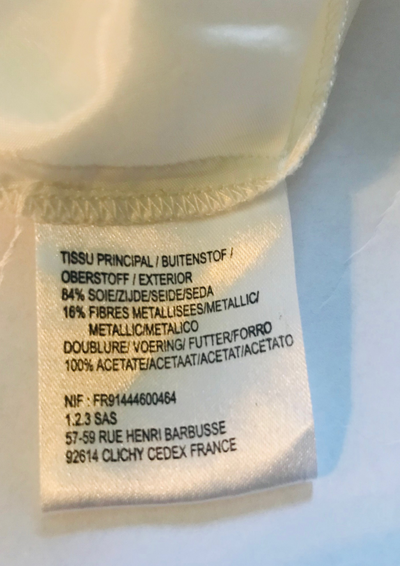 TISSU PRINCIPAL / BUITENSTOF /
OBERSTOFF / EXTERIOR
84% SOIE/ZIJDE/SEIDE/SEDA
16% FIBRES METALLISEES/METALLIC/
METALLIC/METALICO
DOUBLURE/ VOERING/ FUTTER/FORRO
100% ACETATE/ACETAAT/ACETAT/ACETATO
NIF : FR91444600464
1.2.3 SAS
57-59 RUE HENRI BARBUSSE
92614 CLICHY CEDEX FRANCE